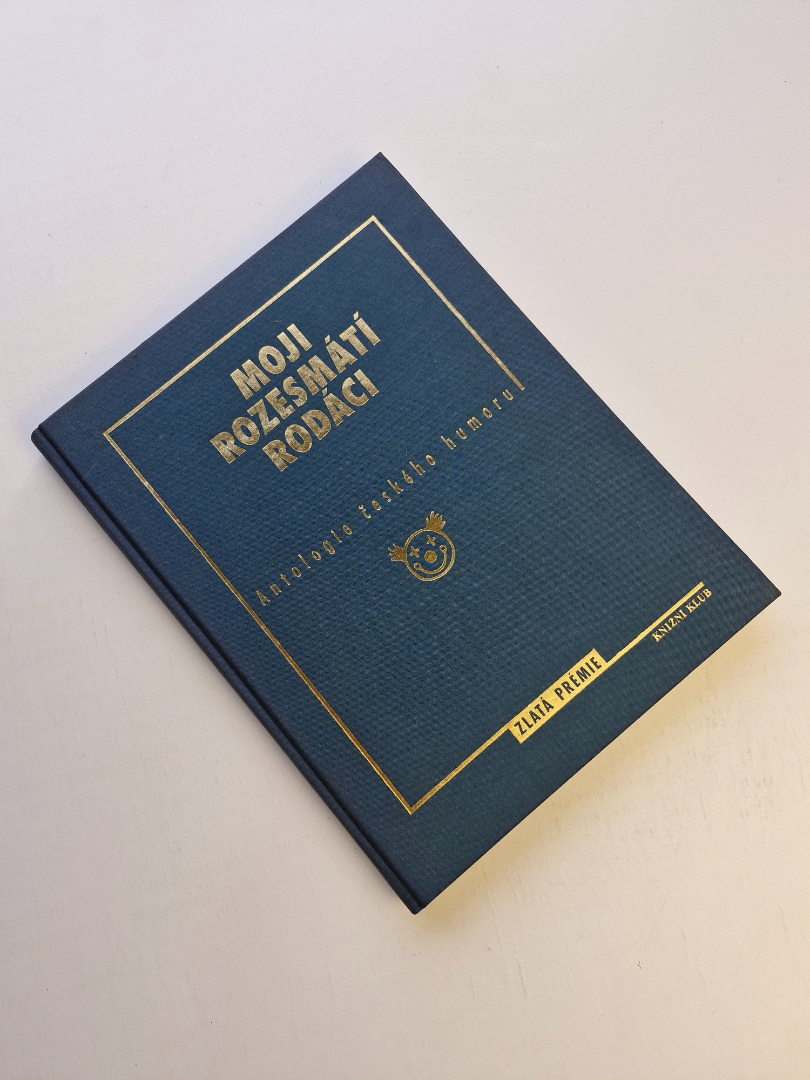 MOJI
ROZESMÁTÍ
RODÁCI
Antologie českého humoru
ZLATÁ PRÉMIE
KNIŽNÍ KLUB